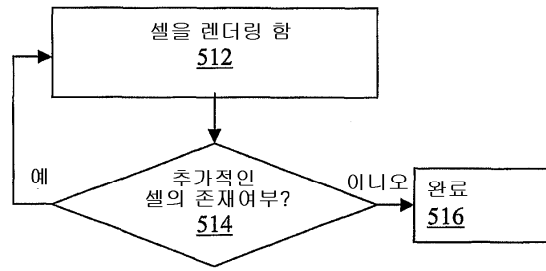 셀을 렌더링 함
512
예
추가적인
셀의 존재여부?
514
이니오
완료
516